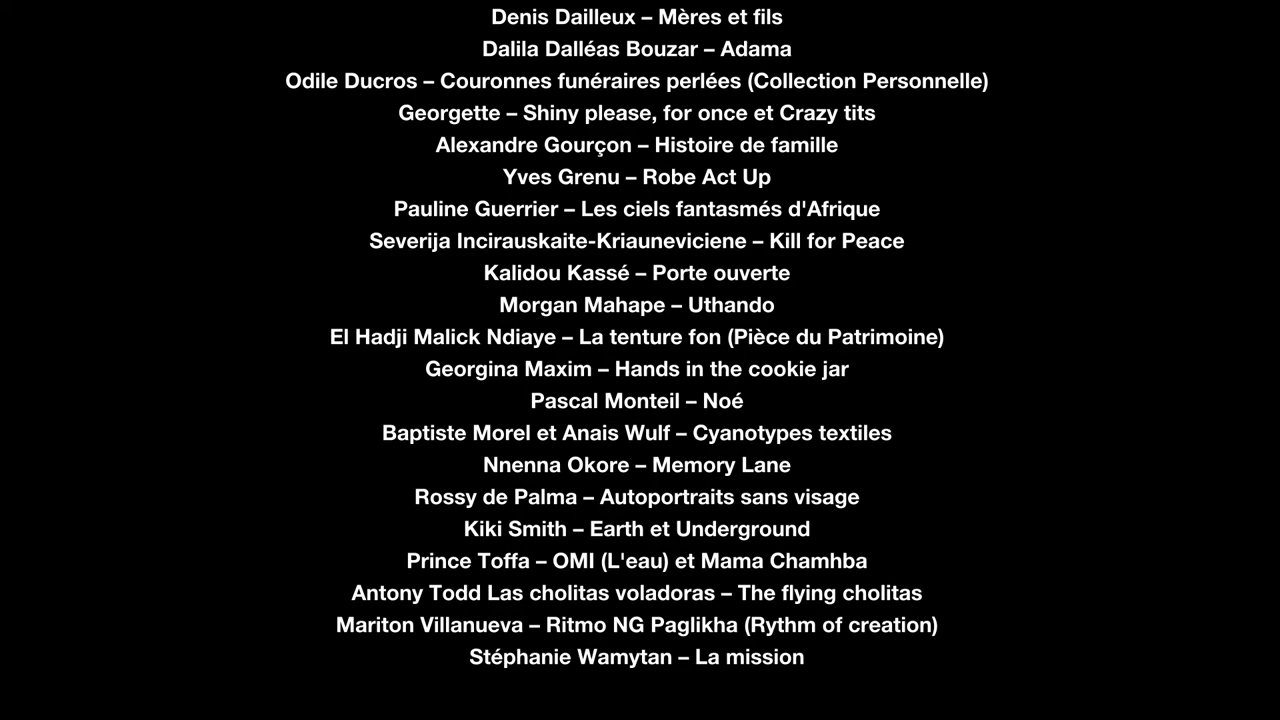 Denis Dailleux – Mères et fils
Dalila Dalléas Bouzar – Adama
Odile Ducros – Couronnes funéraires perlées (Collection Personnelle)
Georgette – Shiny please, for once et Crazy tits
Alexandre Gourçon – Histoire de famille
Yves Grenu – Robe Act Up
Pauline Guerrier – Les ciels fantasmés d'Afrique
Severija Incirauskaite-Kriauneviciene – Kill for Peace
Kalidou Kassé – Porte ouverte
Morgan Mahape – Uthando
El Hadji Malick Ndiaye – La tenture fon (Pièce du Patrimoine)
Georgina Maxim – Hands in the cookie jar
Pascal Monteil – Noé
Baptiste Morel et Anais Wulf – Cyanotypes textiles
Nnenna Okore – Memory Lane
Rossy de Palma – Autoportraits sans visage
Kiki Smith – Earth et Underground
Prince Toffa – OMI (L'eau) et Mama Chamhba
Antony Todd Las cholitas voladoras – The flying cholitas
Mariton Villanueva – Ritmo NG Paglikha (Rythm of creation)
Stéphanie Wamytan – La mission